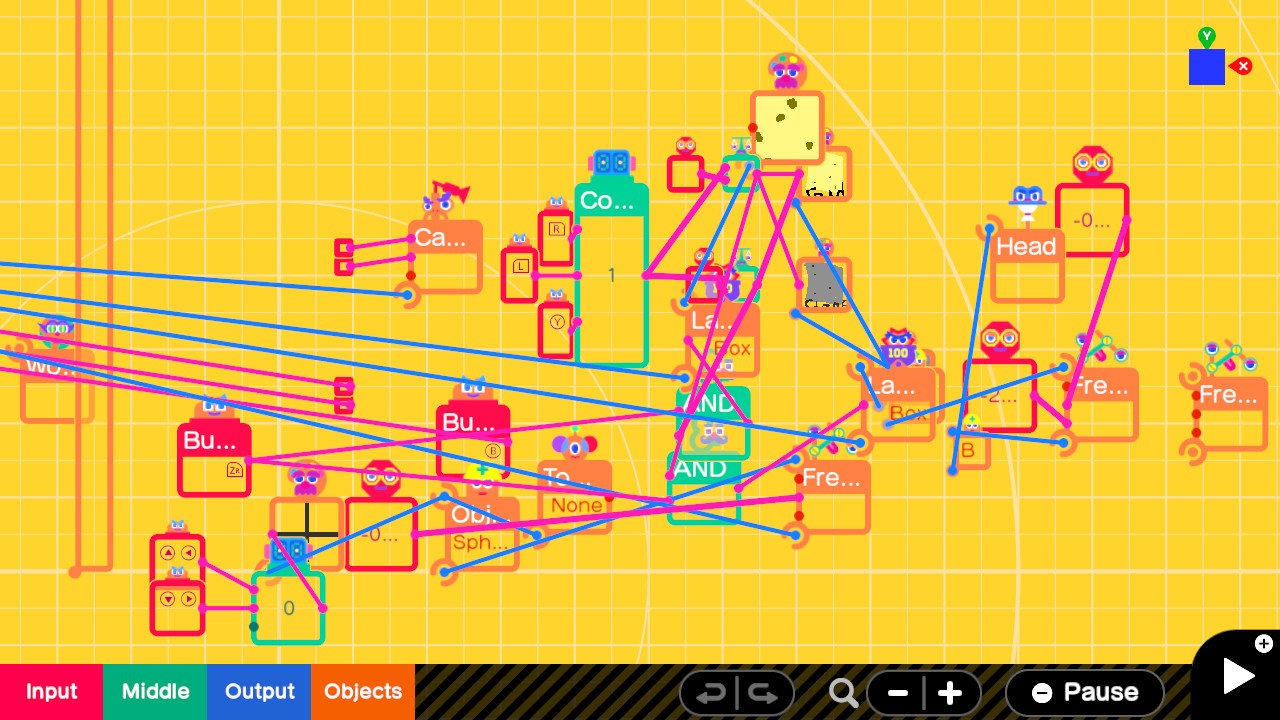 Y
X
R
Co...
Ca...
L
1
Y
-0...
Head
La...
Box
100
La...
Box
-2...
Fre...
Fre...
AND
Bu...
B
Bu...
ZR
AND
B
To...
None
Fre...
Obj...
Sph...
-0...
0
Input
Middle
Output
Objects
Pause